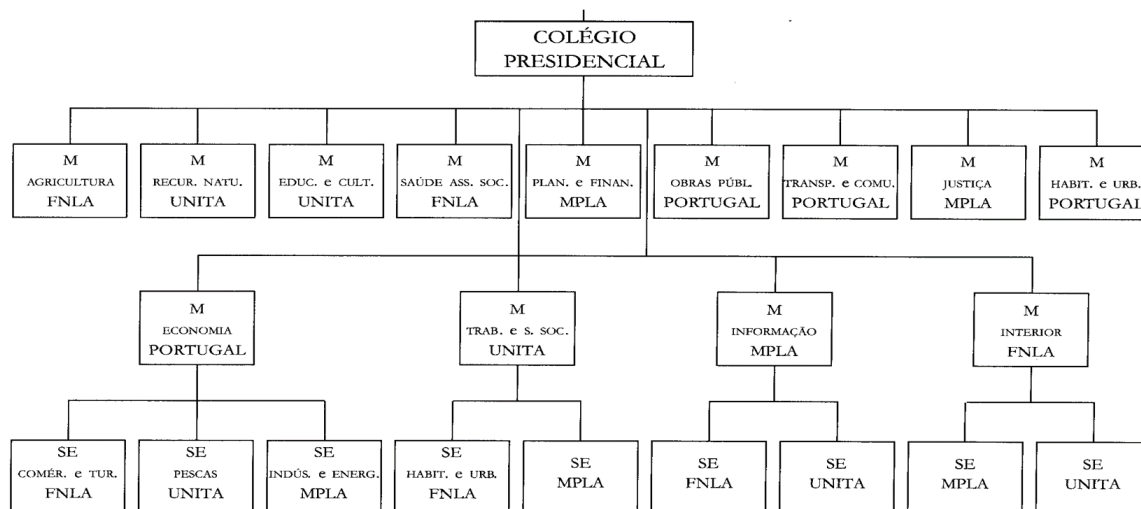 COLÉGIO
PRESIDENCIAL
M
AGRICULTURA
FNLA
M
RECUR. NATU.
UNITA
M
EDUC. e CULT.
UNITA
M
SAÚDE ASS. SOC.
FNLA
M
PLAN. e FINAN.
MPLA
M
OBRAS PÚBL.
PORTUGAL
M
TRANSP. e COMU.
PORTUGAL
M
JUSTIÇA
MPLA
M
HABIT. e URB.
PORTUGAL
M
ECONOMIA
PORTUGAL
M
TRAB. e S. SOC.
UNITA
M
INFORMAÇÃO
MPLA
M
INTERIOR
FNLA
SE
COMÉR. e TUR.
FNLA
SE
PESCAS
UNITA
SE
INDÚS. e ENERG.
MPLA
SE
HABIT. e URB.
FNLA
SE
MPLA
SE
FNLA
SE
UNITA
SE
MPLA
SE
UNITA